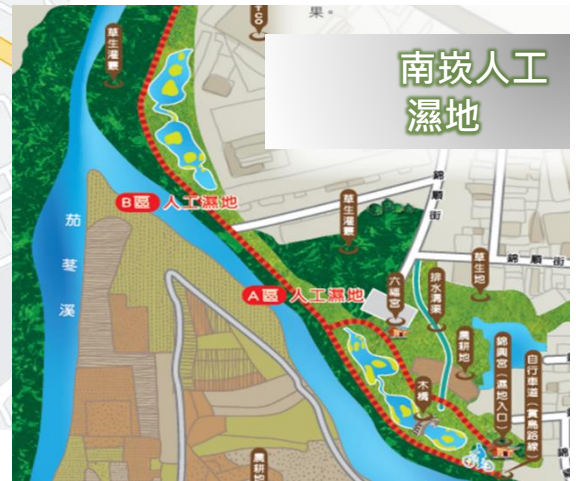 果。
南崁人工
濕地
草生灌叢
TCO
B區 人工濕地
草生灌叢
錦順街
茄苳溪
A區 人工濕地
六福宮
排水溝渠
草生地
錦順街
農耕地
錦興宮（濕地入口）
自行車道（賞鳥路線）
木橋
農耕地
錦